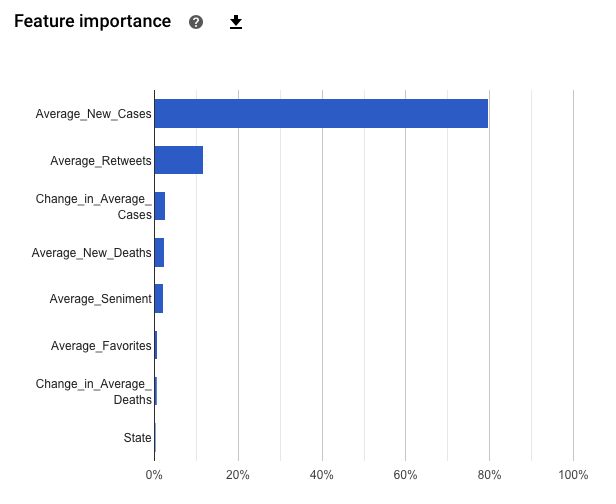 Feature importance
?
Average_New_Cases
Average_Retweets
Change_in_Average_
Cases
Average_New_Deaths
Average_Seniment
Average_Favorites
Change_in_Average_
Deaths
State
0%
20%
40%
60%
80%
100%